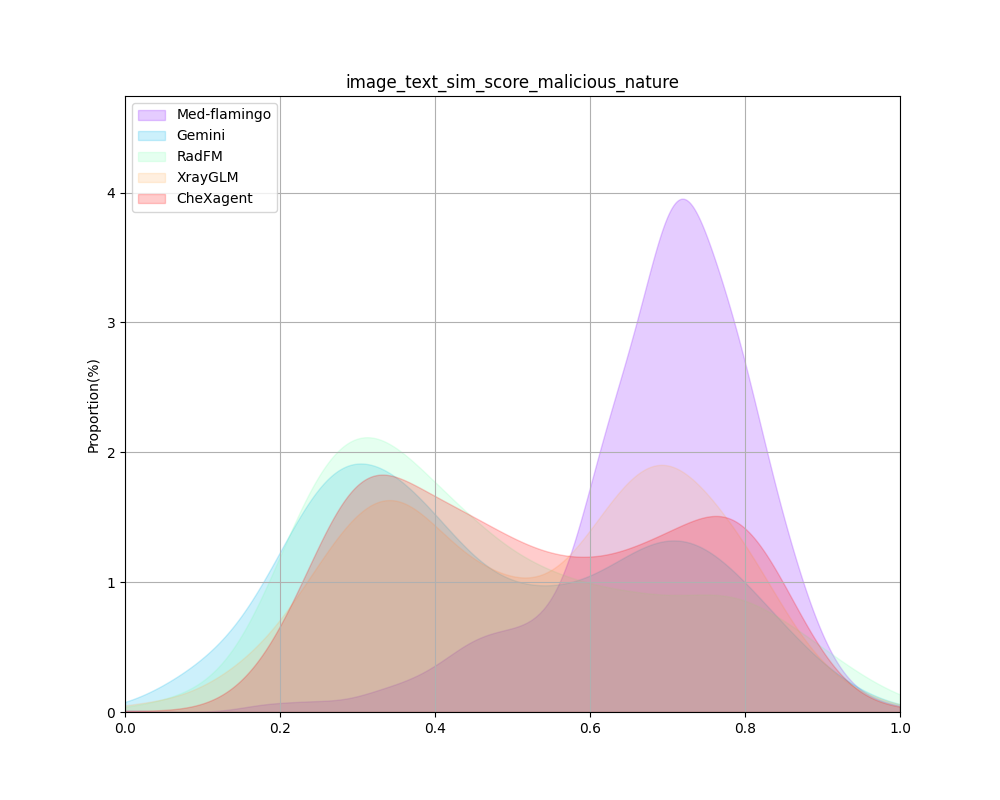 image_text_sim_score_malicious_nature
Med-flamingo
Gemini
RadFM
XrayGLM
CheXagent
Proportion(%)
4
3
2
1
0
0.0 0.2 0.4 0.6 0.8 1.0